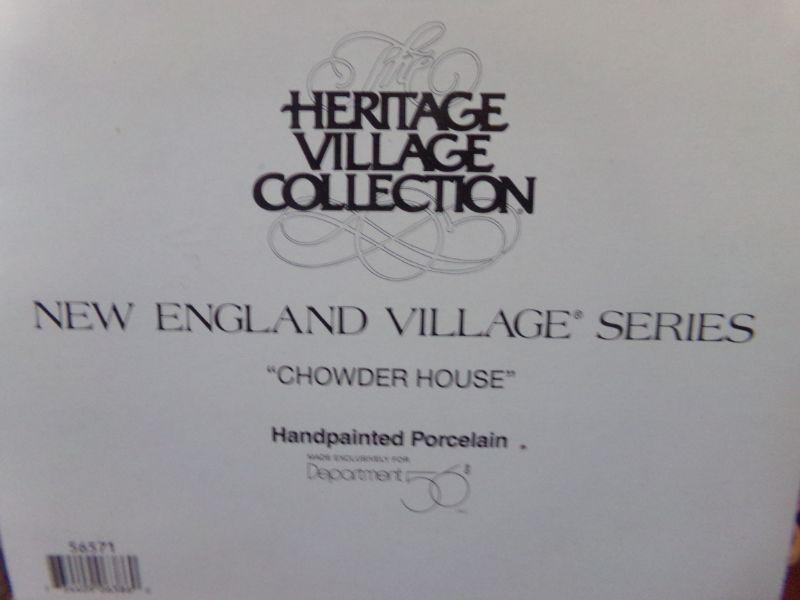 The
HERITAGE
VILLAGE
COLLECTION®
NEW ENGLAND VILLAGE® SERIES
“CHOWDER HOUSE”
Handpainted Porcelain
MADE EXCLUSIVELY FOR
Department 56®
56571